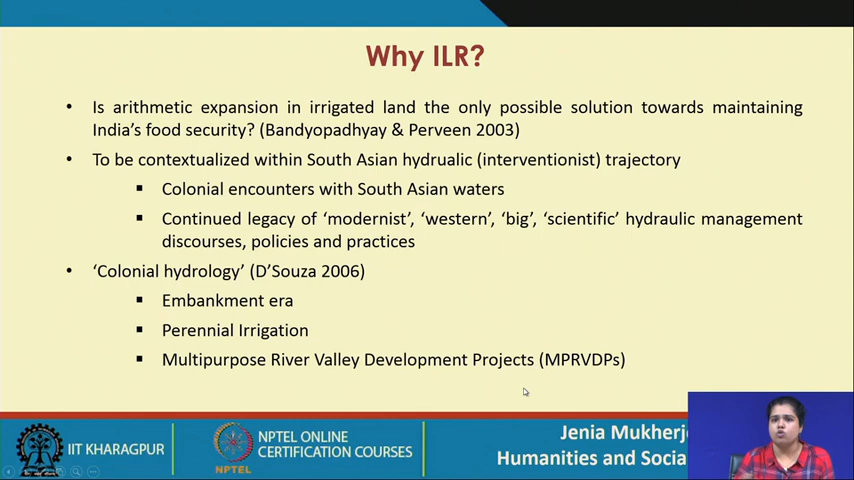 Why ILR?
• Is arithmetic expansion in irrigated land the only possible solution towards maintaining
India's food security? (Bandyopadhyay & Perveen 2003)
• To be contextualized within South Asian hydrualic (interventionist) trajectory
▪ Colonial encounters with South Asian waters
▪ Continued legacy of 'modernist', 'western', 'big', 'scientific' hydraulic management
discourses, policies and practices
• 'Colonial hydrology' (D'Souza 2006)
▪ Embankment era
▪ Perennial Irrigation
▪ Multipurpose River Valley Development Projects (MPRVDPs)
IIT KHARAGPUR
NPTEL
NPTEL ONLINE
CERTIFICATION COURSES
Jenia Mukherje
Humanities and Socia